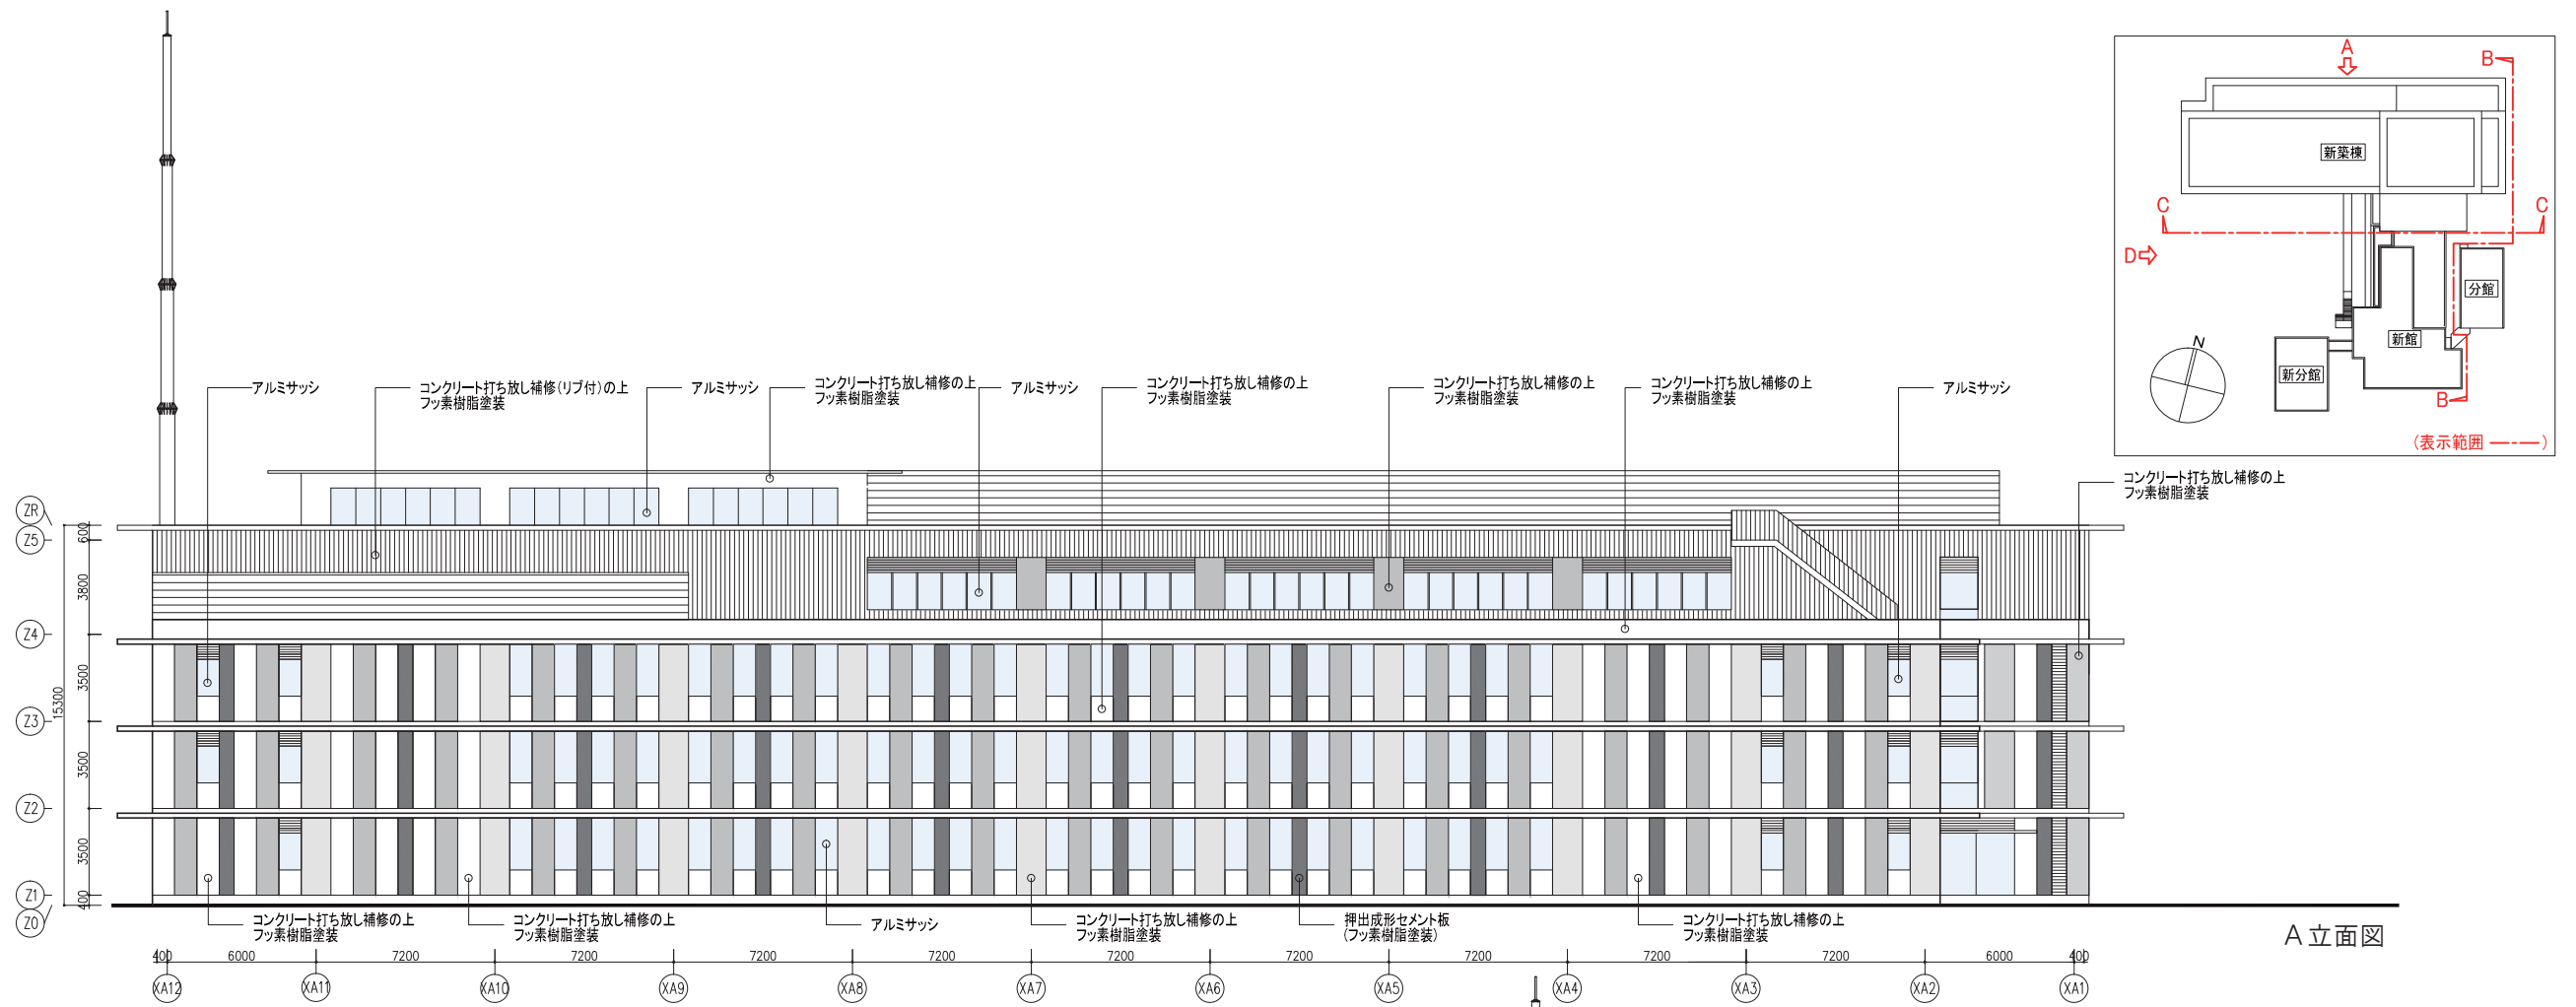 A
B
新築棟
C
C
D
分館
新館
N
新分館
B
(表示範囲 )
アルミサッシ
コンクリート打ち放し補修(リブ付)の上
フッ素樹脂塗装
アルミサッシ
コンクリート打ち放し補修の上
フッ素樹脂塗装
アルミサッシ
コンクリート打ち放し補修の上
フッ素樹脂塗装
コンクリート打ち放し補修の上
フッ素樹脂塗装
コンクリート打ち放し補修の上
フッ素樹脂塗装
アルミサッシ
コンクリート打ち放し補修の上
フッ素樹脂塗装
ZR
Z5
Z4
Z3
Z2
Z1
Z0
15300
600
3800
3500
3500
3500
400
コンクリート打ち放し補修の上
フッ素樹脂塗装
コンクリート打ち放し補修の上
フッ素樹脂塗装
アルミサッシ
コンクリート打ち放し補修の上
フッ素樹脂塗装
押出成形セメント板
(フッ素樹脂塗装)
コンクリート打ち放し補修の上
フッ素樹脂塗装
A立面図
400 6000 7200 7200 7200 7200 7200 7200 7200 7200 7200 6000 400
XA12 XA11 XA10 XA9 XA8 XA7 XA6 XA5 XA4 XA3 XA2 XA1